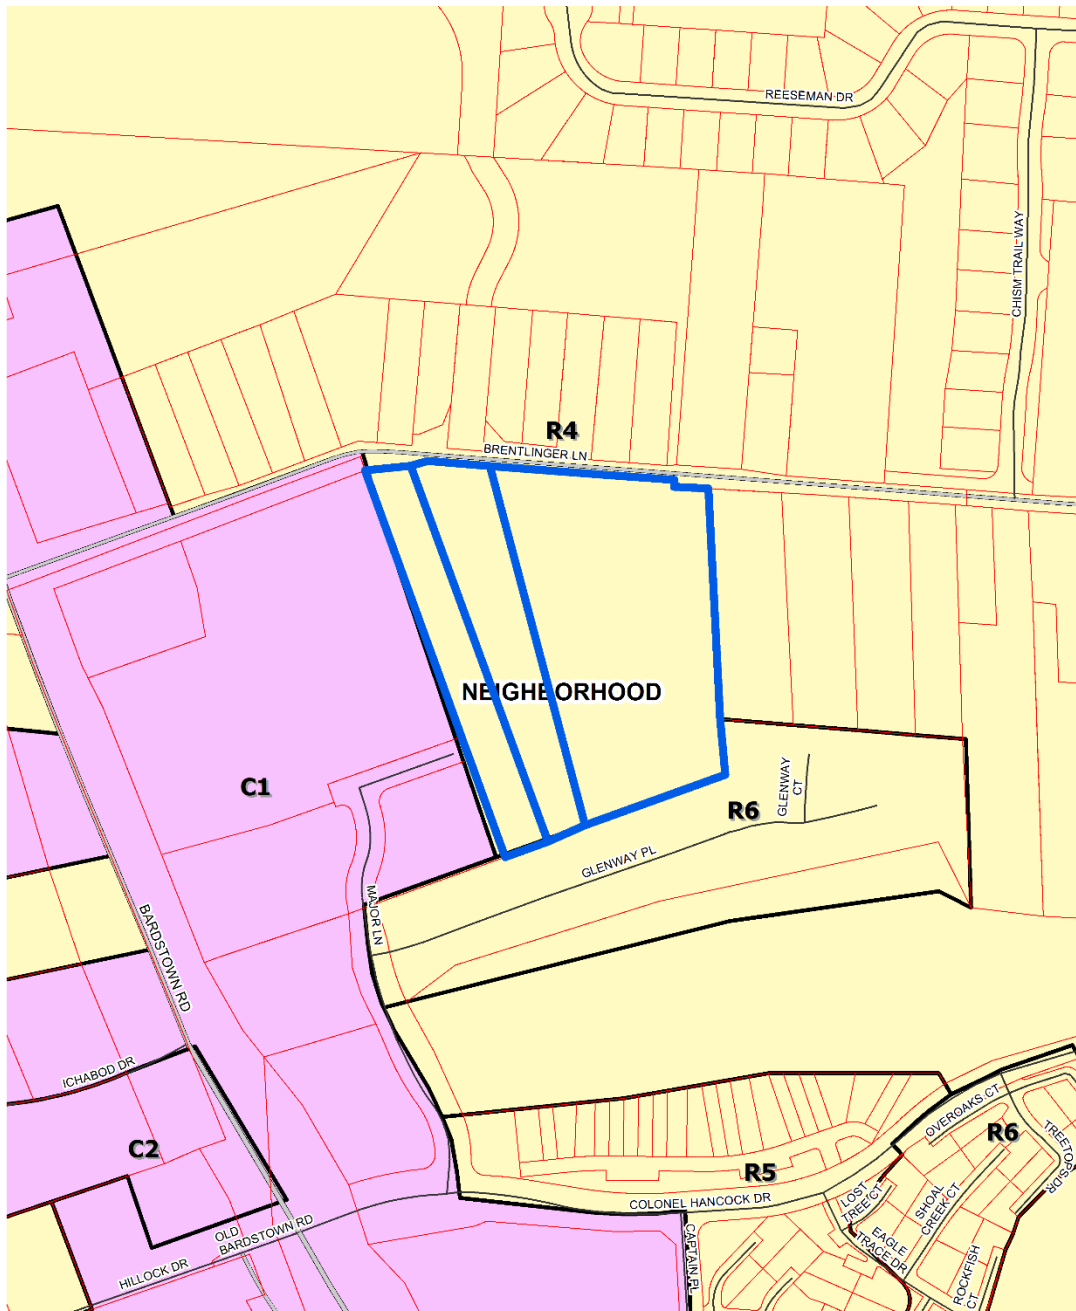 REESEMAN DR
CHISM TRAIL WAY
R4
BRENTLINGER LN
NEIGHBORHOOD
C1
R6
GLENWAY
CT
GLENWAY PL
MAJOR LN
BARDSTOWN RD
ICHABOD DR
C2
OVEROAKS CT
R6
TREETOPS DR
R5
LOST
TREE CT
SHOAL
CREEK CT
COLONEL HANCOCK DR
OLD
BARDSTOWN RD
EAGLE
TRACE DR
CAPTAIN PL
HILLOCK DR
ROCKFISH
CT